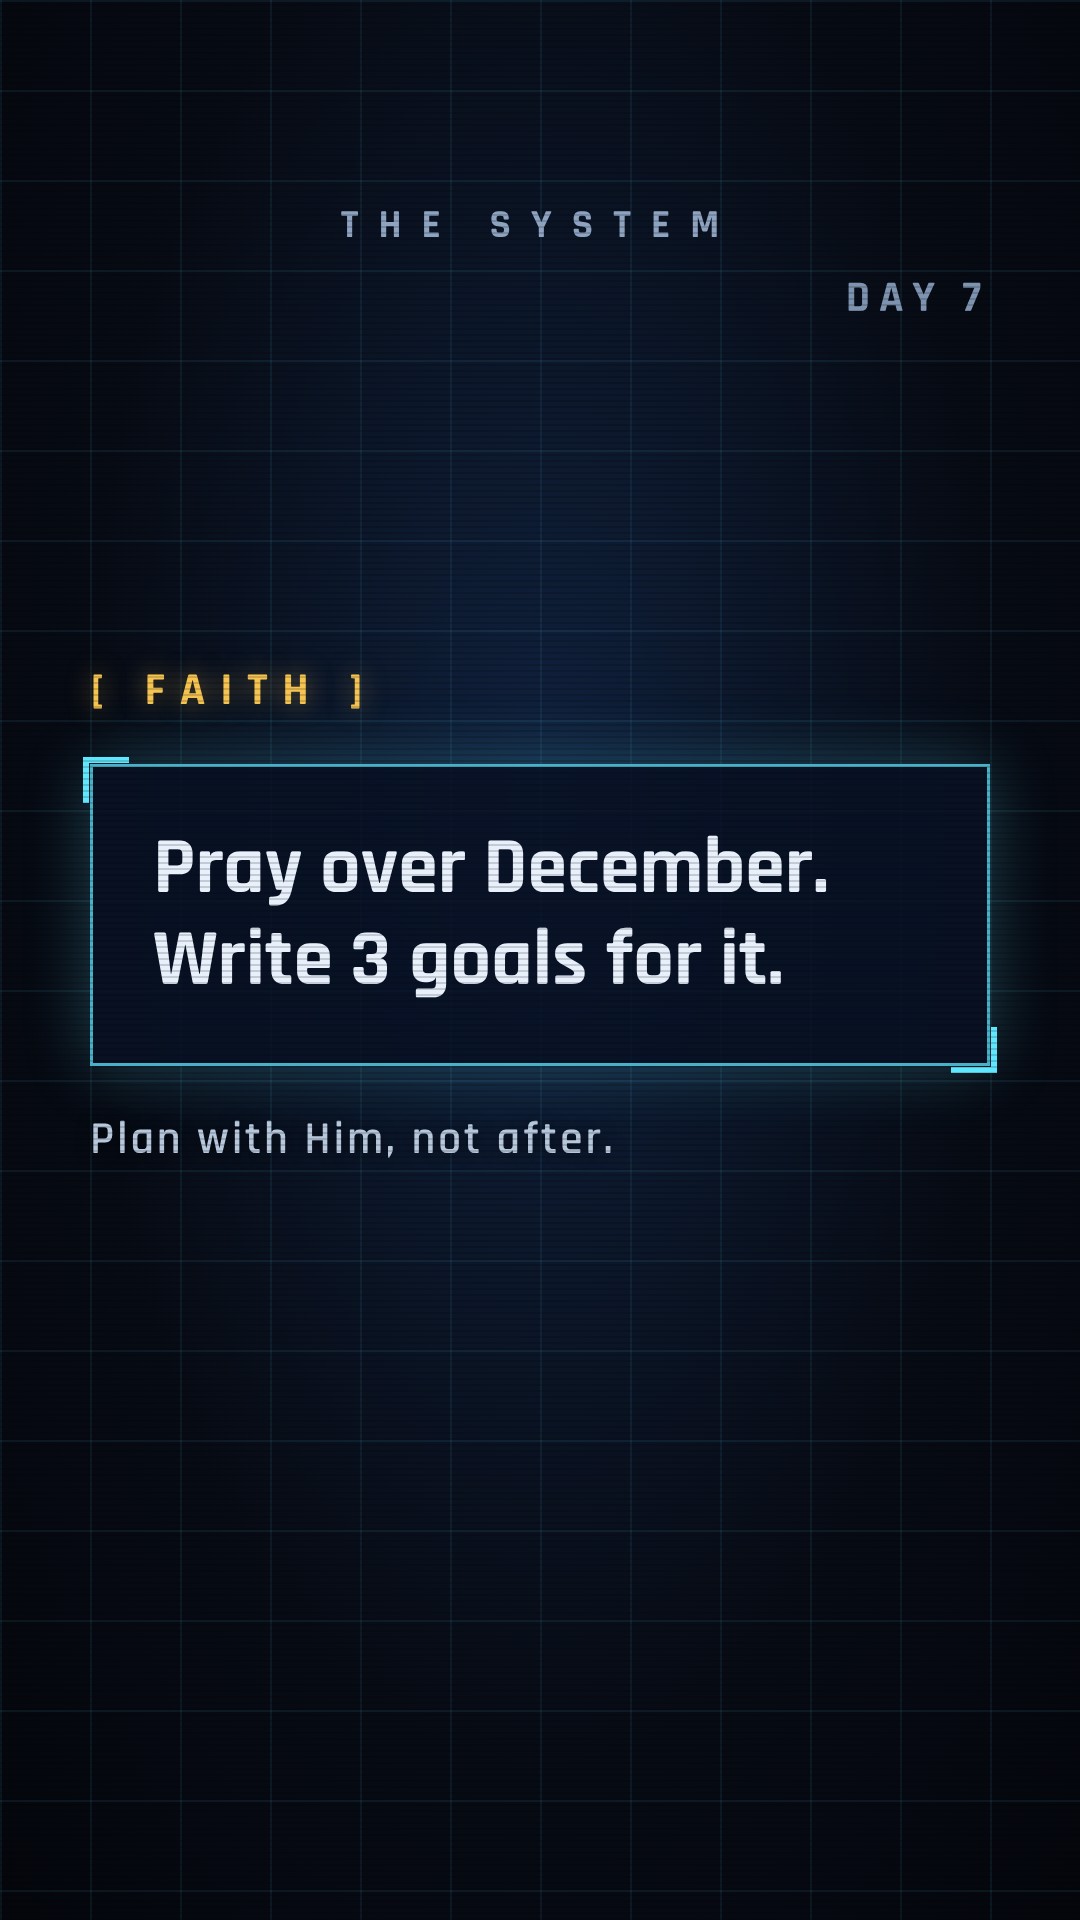 THE SYSTEM
DAY 7
[ FAITH ]
Pray over December.
Write 3 goals for it.
Plan with Him, not after.